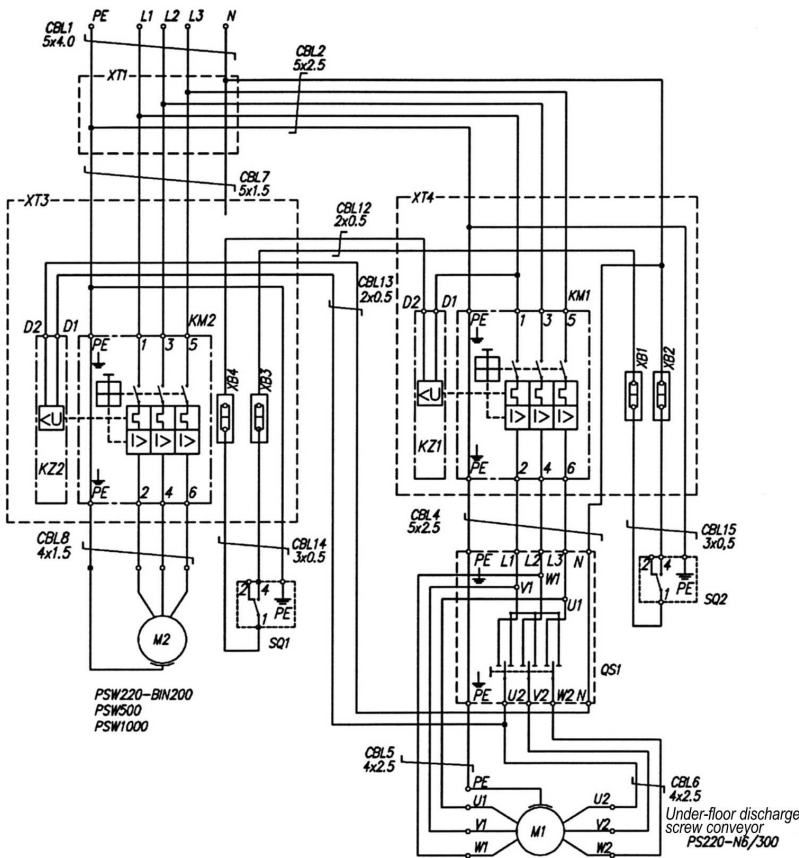 PE L1 L2 L3 N
CBL1
5x4.0
CBL2
5x2.5
XT1
CBL7
5x1.5
XT3
XT4
CBL12
2x0.5
CBL13
2x0.5
D2 D1
KM2
PE 1 3 5
XB4
XB3
<U
I> I> I>
KZ2
PE 2 4 6
D2 D1
KM1
PE 1 3 5
XB1
XB2
<U
I> I> I>
KZ1
PE 2 4 6
CBL8
4x1.5
CBL14
3x0.5
CBL4
5x2.5
CBL15
3x0,5
PE L1 L2 L3 N
W1
V1
U1
2 4
1 PE
SQ1
2 4
1
SQ2
M2
QS1
PE U2 V2 W2 N
PSW220-BIN200
PSW500
PSW1000
CBL5
4x2.5
CBL6
4x2.5
PE
U1 U2
V1 M1 V2
W1 W2
Under-floor discharge
screw conveyor
PS220-N6/300